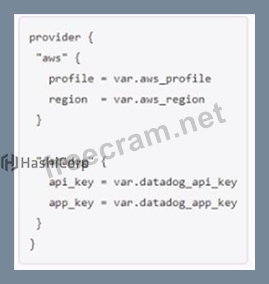 provider {
"aws" {
profile = var.aws_profile
region = var.aws_region
}
HashiCorp
" {
api_key = var.datadog_api_key
app_key = var.datadog_app_key
}
}
freecram.net